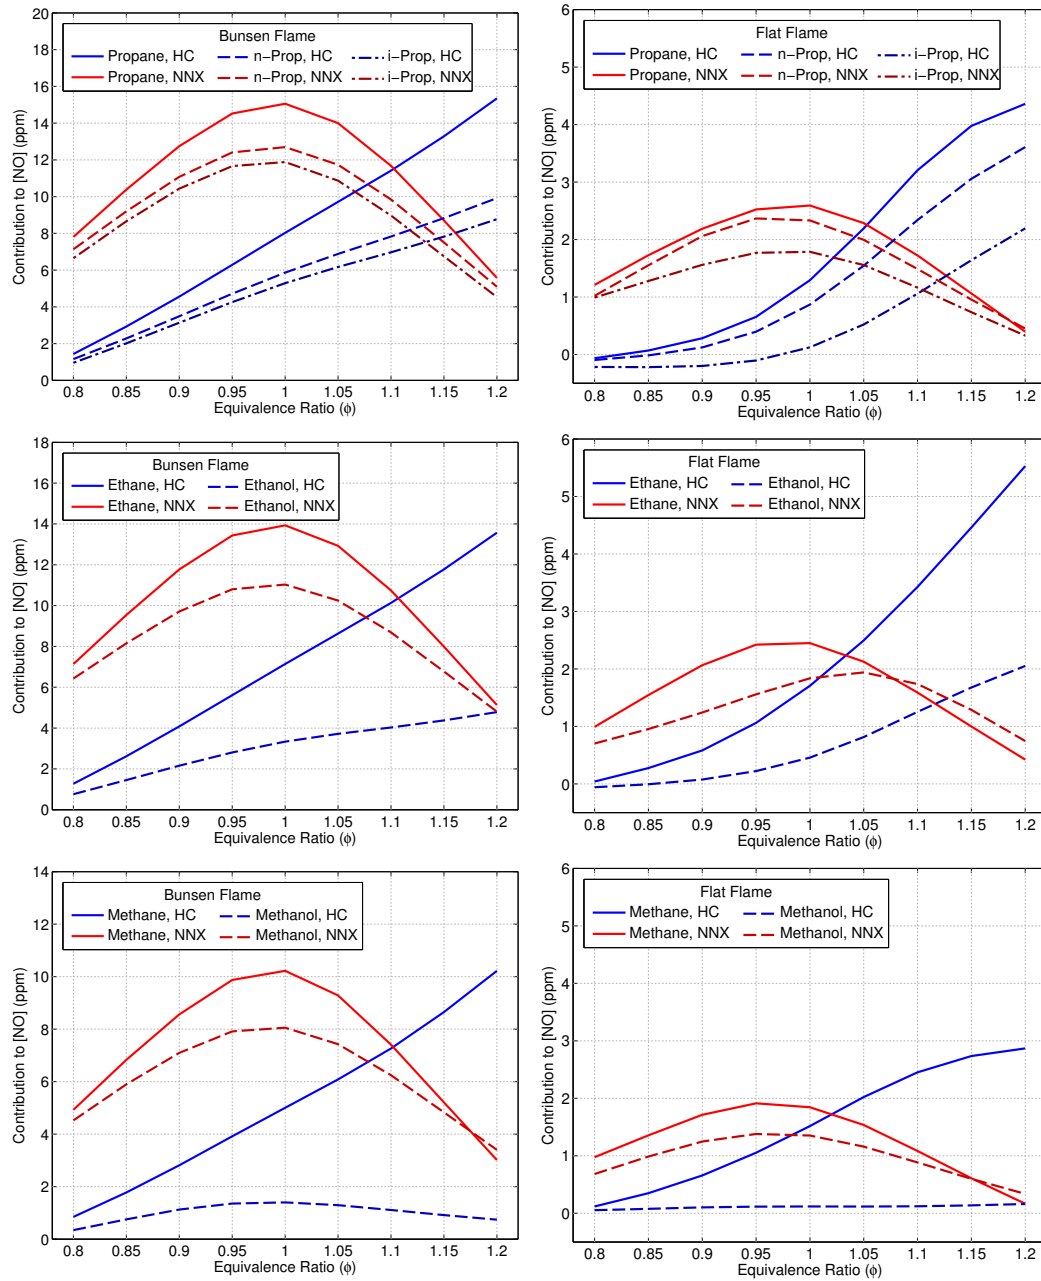 Bunsen Flame
Propane, HC n-Prop, HC i-Prop, HC
Propane, NNX n-Prop, NNX i-Prop, NNX
20
18
16
14
12
10
8
6
4
2
0
Contribution to [NO] (ppm)
0.8 0.85 0.9 0.95 1 1.05 1.1 1.15 1.2
Equivalence Ratio (ϕ)
Flat Flame
Propane, HC n-Prop, HC i-Prop, HC
Propane, NNX n-Prop, NNX i-Prop, NNX
6
5
4
3
2
1
0
Contribution to [NO] (ppm)
0.8 0.85 0.9 0.95 1 1.05 1.1 1.15 1.2
Equivalence Ratio (ϕ)
Bunsen Flame
Ethane, HC Ethanol, HC
Ethane, NNX Ethanol, NNX
18
16
14
12
10
8
6
4
2
0
Contribution to [NO] (ppm)
0.8 0.85 0.9 0.95 1 1.05 1.1 1.15 1.2
Equivalence Ratio (ϕ)
Flat Flame
Ethane, HC Ethanol, HC
Ethane, NNX Ethanol, NNX
6
5
4
3
2
1
0
Contribution to [NO] (ppm)
0.8 0.85 0.9 0.95 1 1.05 1.1 1.15 1.2
Equivalence Ratio (ϕ)
Bunsen Flame
Methane, HC Methanol, HC
Methane, NNX Methanol, NNX
14
12
10
8
6
4
2
0
Contribution to [NO] (ppm)
0.8 0.85 0.9 0.95 1 1.05 1.1 1.15 1.2
Equivalence Ratio (ϕ)
Flat Flame
Methane, HC Methanol, HC
Methane, NNX Methanol, NNX
6
5
4
3
2
1
0
Contribution to [NO] (ppm)
0.8 0.85 0.9 0.95 1 1.05 1.1 1.15 1.2
Equivalence Ratio (ϕ)